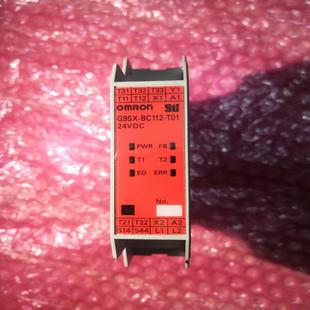 T31 T32 T33 Y1
T11 T12 X1 A1
OMRON STI
G9SX-BC112-T01
24VDC
PWR FB
T1 T2
ED ERR
No.
T21 T22 X2 A2
S14 S44 L1 L2